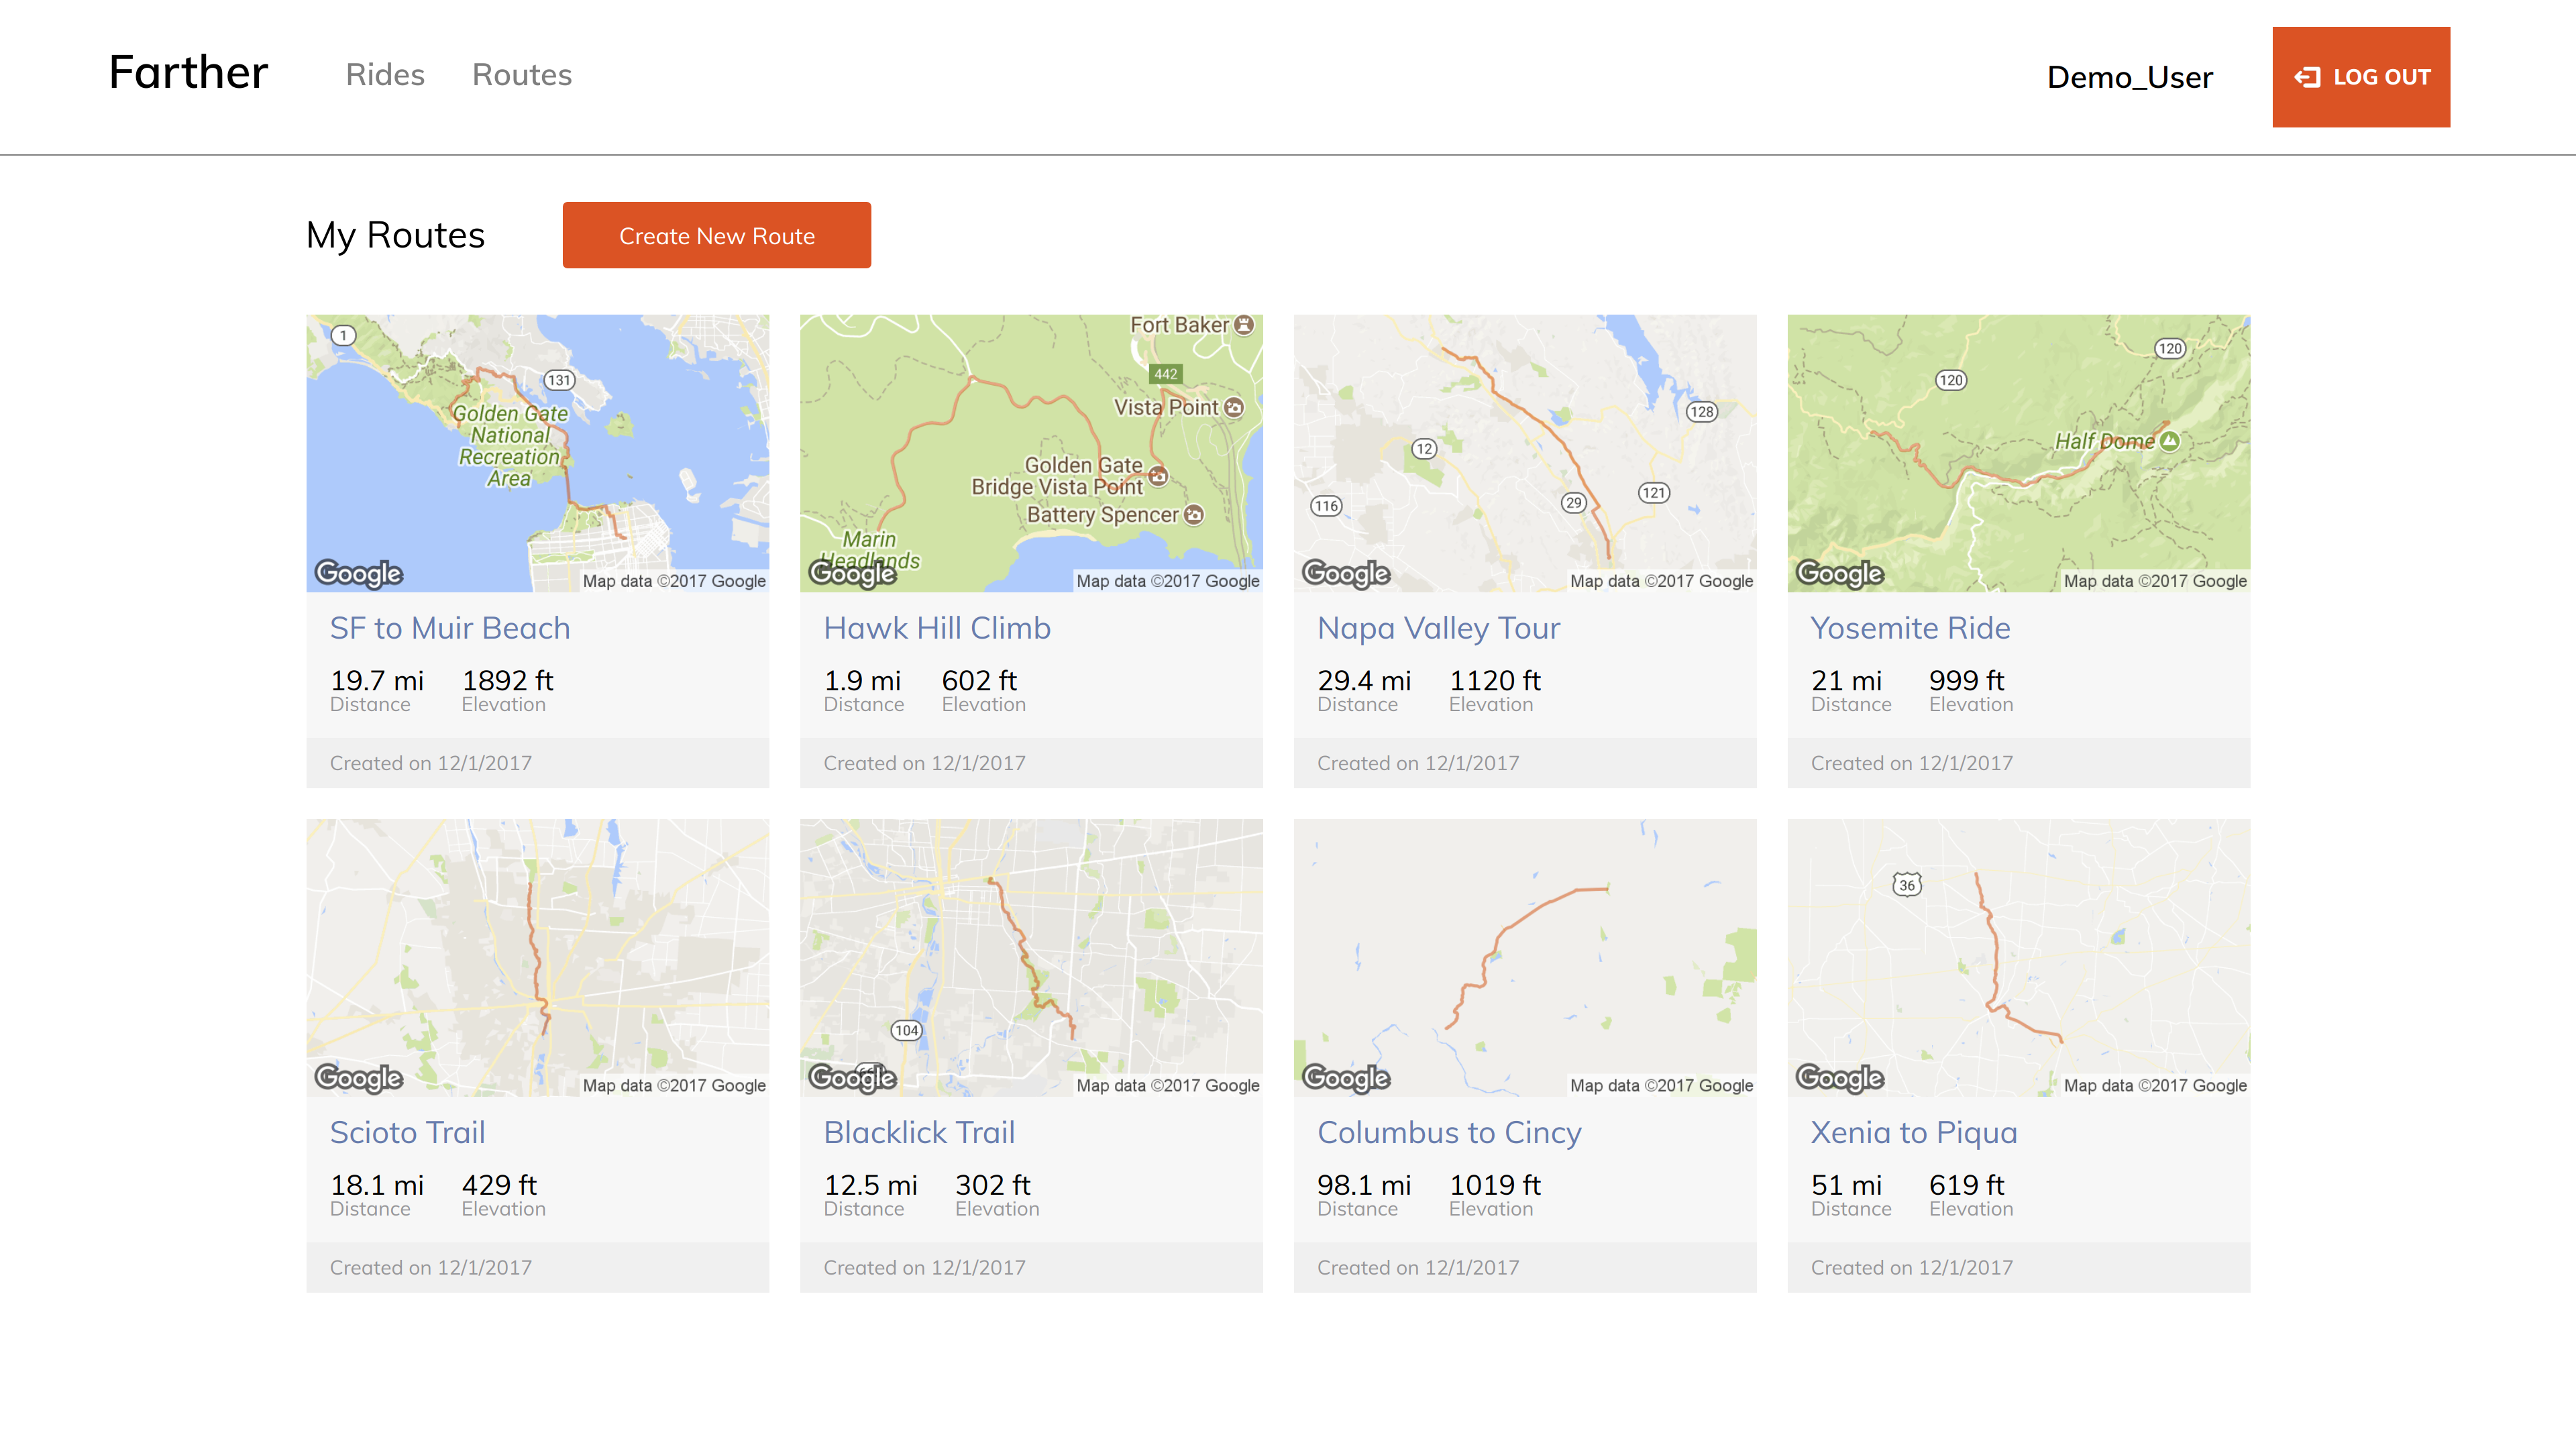 Farther
Rides
Routes
Demo_User
LOG OUT
My Routes
Create New Route
1
131
Golden Gate
National
Recreation
Area
Google
Map data ©2017 Google
SF to Muir Beach
19.7 mi
1892 ft
Distance
Elevation
Created on 12/1/2017
Fort Baker
442
Vista Point
Golden Gate
Bridge Vista Point
Battery Spencer
Marin
Headlands
Google
Map data ©2017 Google
Hawk Hill Climb
1.9 mi
602 ft
Distance
Elevation
Created on 12/1/2017
128
12
29
121
116
Google
Map data ©2017 Google
Napa Valley Tour
29.4 mi
1120 ft
Distance
Elevation
Created on 12/1/2017
120
120
Half Dome
Google
Map data ©2017 Google
Yosemite Ride
21 mi
999 ft
Distance
Elevation
Created on 12/1/2017
Google
Map data ©2017 Google
Scioto Trail
18.1 mi
429 ft
Distance
Elevation
Created on 12/1/2017
104
Google
Map data ©2017 Google
Blacklick Trail
12.5 mi
302 ft
Distance
Elevation
Created on 12/1/2017
Google
Map data ©2017 Google
Columbus to Cincy
98.1 mi
1019 ft
Distance
Elevation
Created on 12/1/2017
36
Google
Map data ©2017 Google
Xenia to Piqua
51 mi
619 ft
Distance
Elevation
Created on 12/1/2017